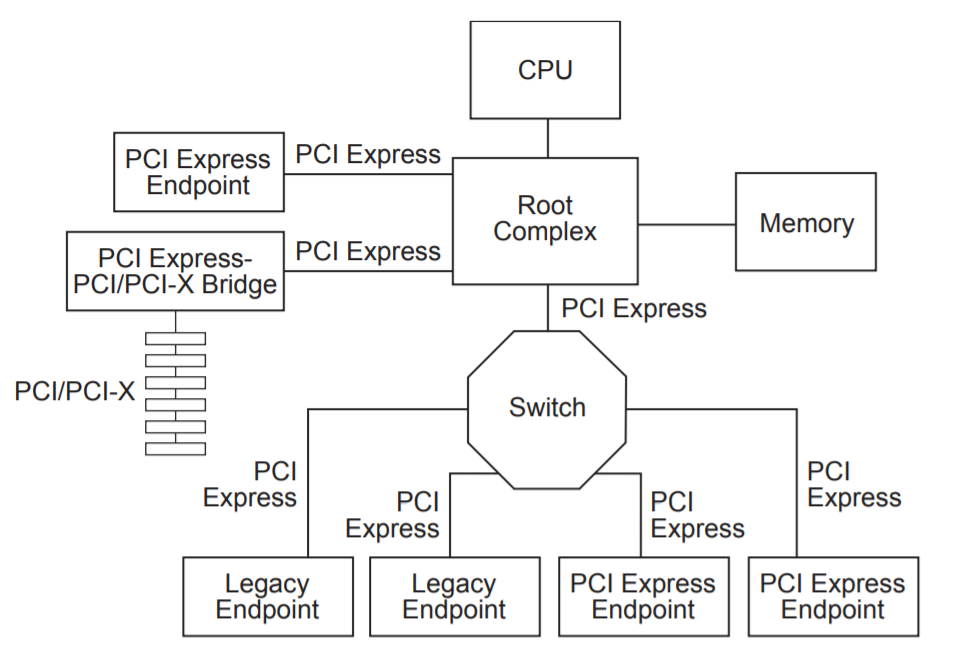 CPU
PCI Express
Endpoint
PCI Express
Root
Complex
Memory
PCI Express-
PCI/PCI-X Bridge
PCI Express
PCI Express
PCI/PCI-X
Switch
PCI
Express
PCI
Express
PCI
Express
PCI
Express
Legacy
Endpoint
Legacy
Endpoint
PCI Express
Endpoint
PCI Express
Endpoint